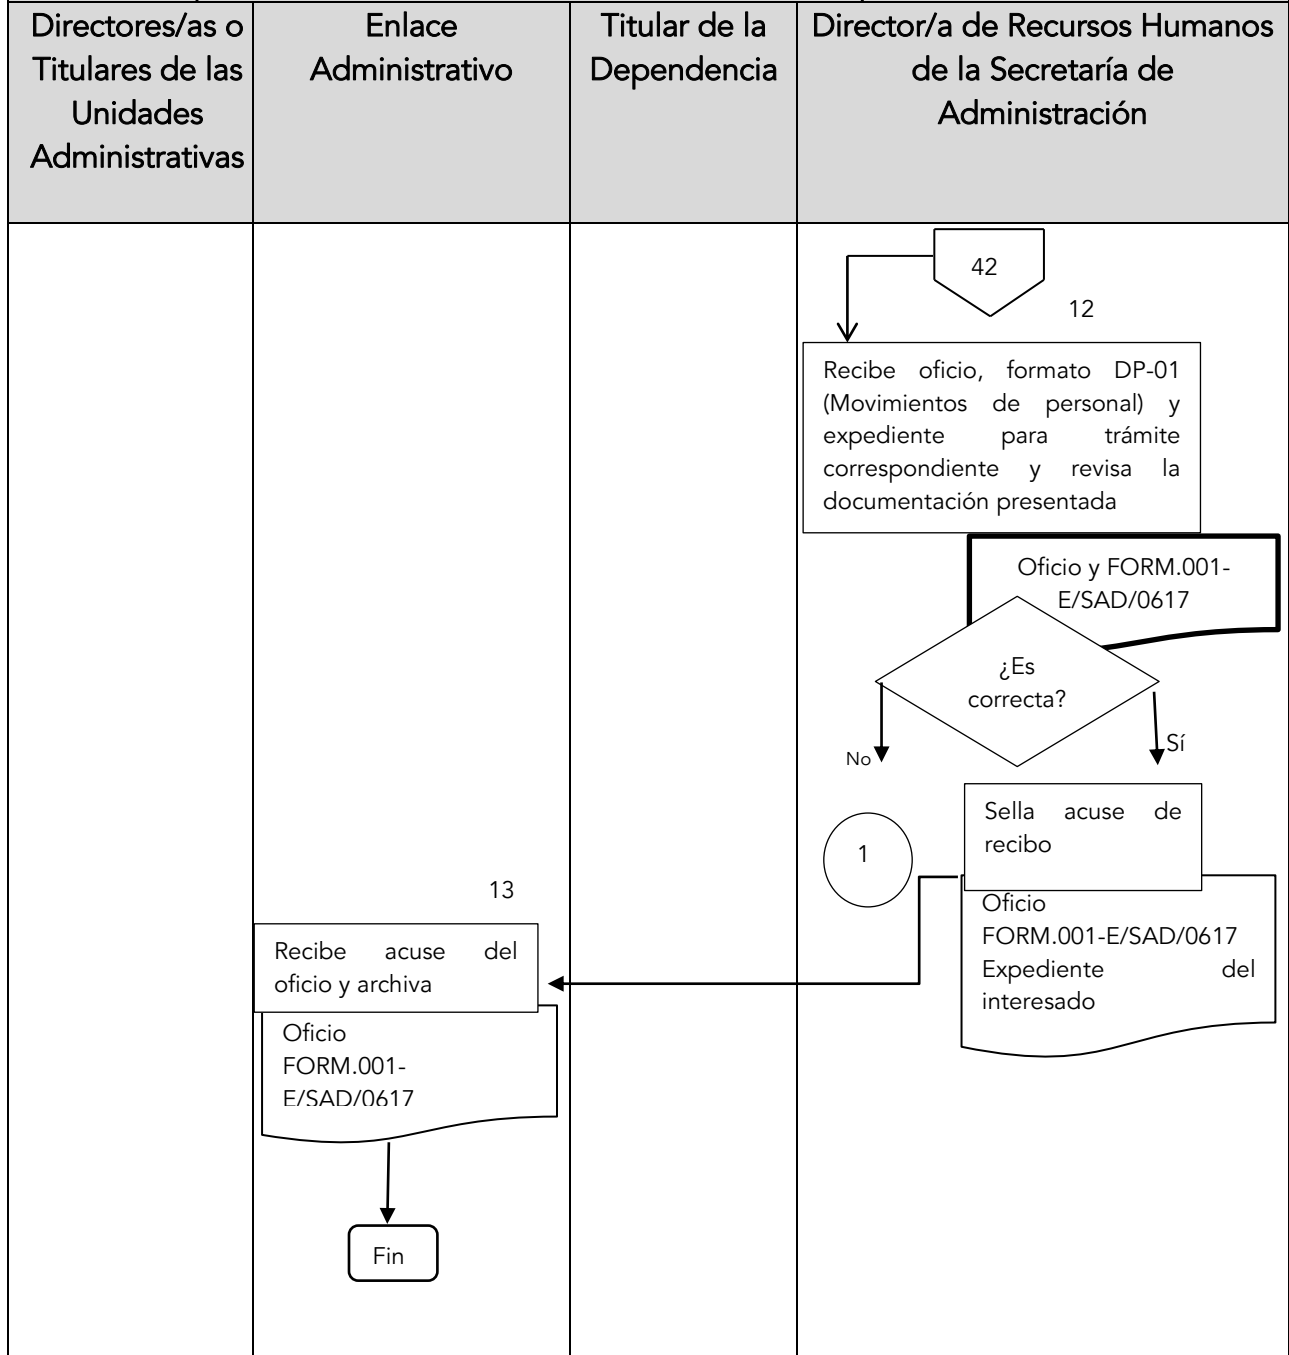 Directores/as o
Titulares de las
Unidades
Administrativas
Enlace
Administrativo
Titular de la
Dependencia
Director/a de Recursos Humanos
de la Secretaría de
Administración
42
12
Recibe oficio, formato DP-01
(Movimientos de personal) y
expediente para trámite
correspondiente y revisa la
documentación presentada
Oficio y FORM.001-
E/SAD/0617
¿Es
correcta?
No
Sí
Sella acuse de
recibo
1
Oficio
FORM.001-E/SAD/0617
Expediente del
interesado
13
Recibe acuse del
oficio y archiva
Oficio
FORM.001-
E/SAD/0617
Fin